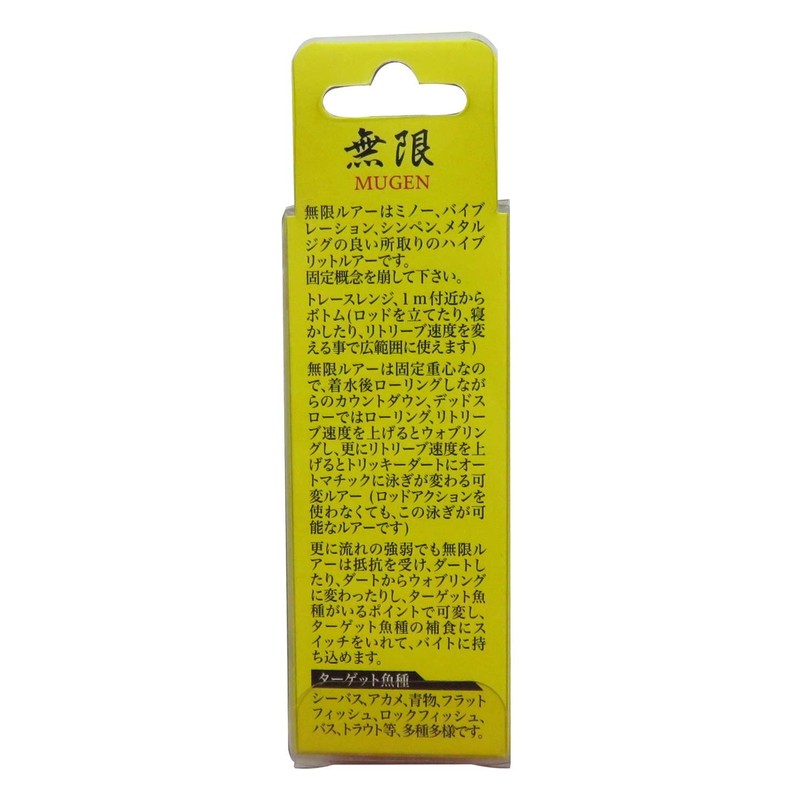 無限
MUGEN
無限ルアーはミノー、バイブ
レーション、シンペン、メタル
ジグの良い所取りのハイブ
リットルアーです。
固定概念を崩して下さい。
トレースレンジ、1m付近から
ボトム(ロッドを立てたり、寝
かしたり、リトリーブ速度を変
える事で広範囲に使えます)
無限ルアーは固定重心なの
で、着水後ローリングしなが
らのカウントダウン、デッドス
ローではローリング、リトリー
ブ速度を上げるとウォブリン
グし、更にリトリーブ速度を上
げるとトリッキーダートにオー
トマチックに泳ぎが変わる可
変ルアー (ロッドアクションを
使わなくても、この泳ぎが可
能なルアーです)
更に流れの強弱でも無限ル
アーは抵抗を受け、ダートし
たり、ダートからウォブリング
に変わったりし、ターゲット魚
種がいるポイントで可変し、
ターゲット魚種の補食にス
イッチをいれて、バイトに持
ち込めます。
ターゲット魚種
シーバス、アカメ、青物、フラット
フィッシュ、ロックフィッシュ、
バス、トラウト等、多種多様です。